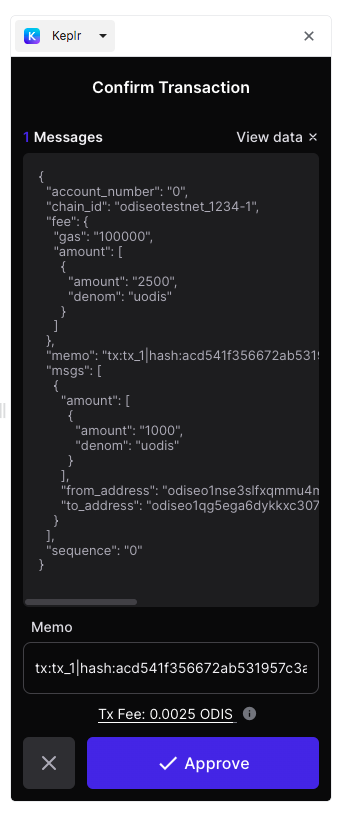 Keplr
Confirm Transaction
1 Messages
View data ×
{
"account_number": "0",
"chain_id": "odiseotestnet_1234-1",
"fee": {
"gas": "100000",
"amount": [
{
"amount": "2500",
"denom": "uodis"
}
]
},
"memo": "tx:tx_1|hash:acd541f356672ab5319
"msgs": [
{
"amount": [
{
"amount": "1000",
"denom": "uodis"
}
],
"from_address": "odiseo1nse3slfxqmmu4m
"to_address": "odiseo1qg5ega6dykkxc307
}
],
"sequence": "0"
}
Memo
tx:tx_1|hash:acd541f356672ab531957c3a
Tx Fee: 0.0025 ODIS
Approve